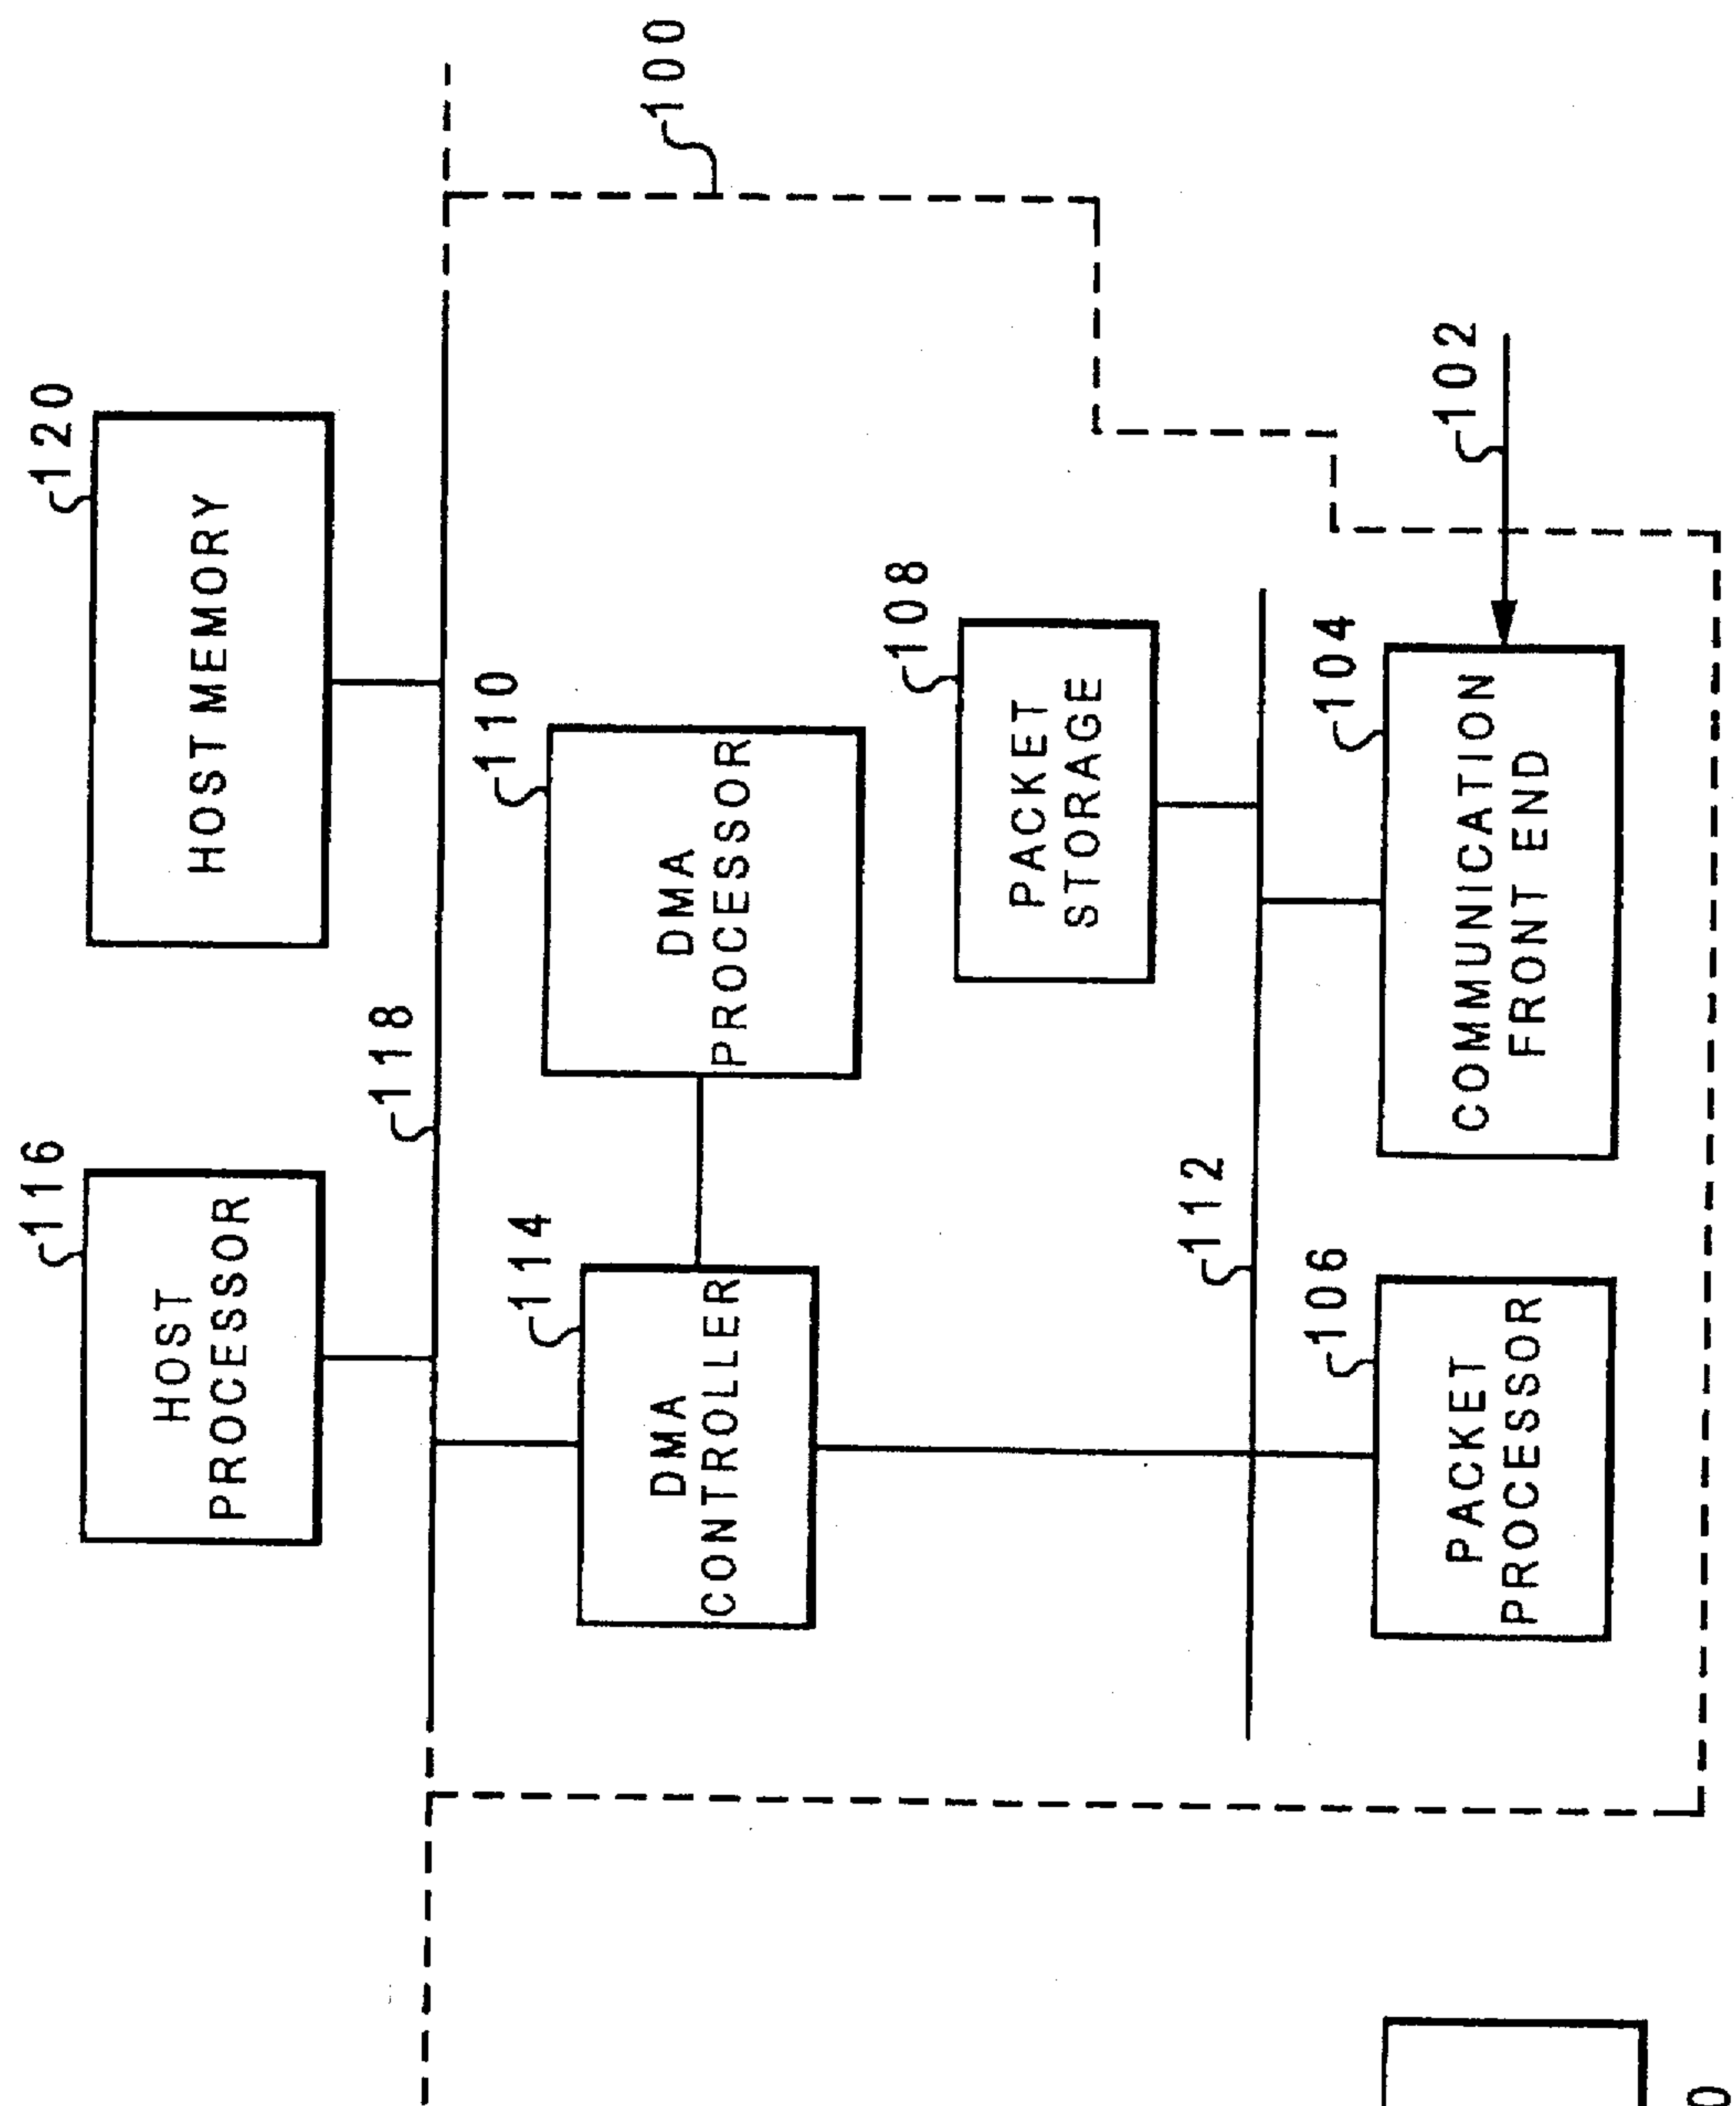 116
HOST
PROCESSOR
120
HOST MEMORY
118
100
114
DMA
CONTROLLER
110
DMA
PROCESSOR
108
PACKET
STORAGE
112
106
PACKET
PROCESSOR
104
COMMUNICATION
FRONT END
102
0